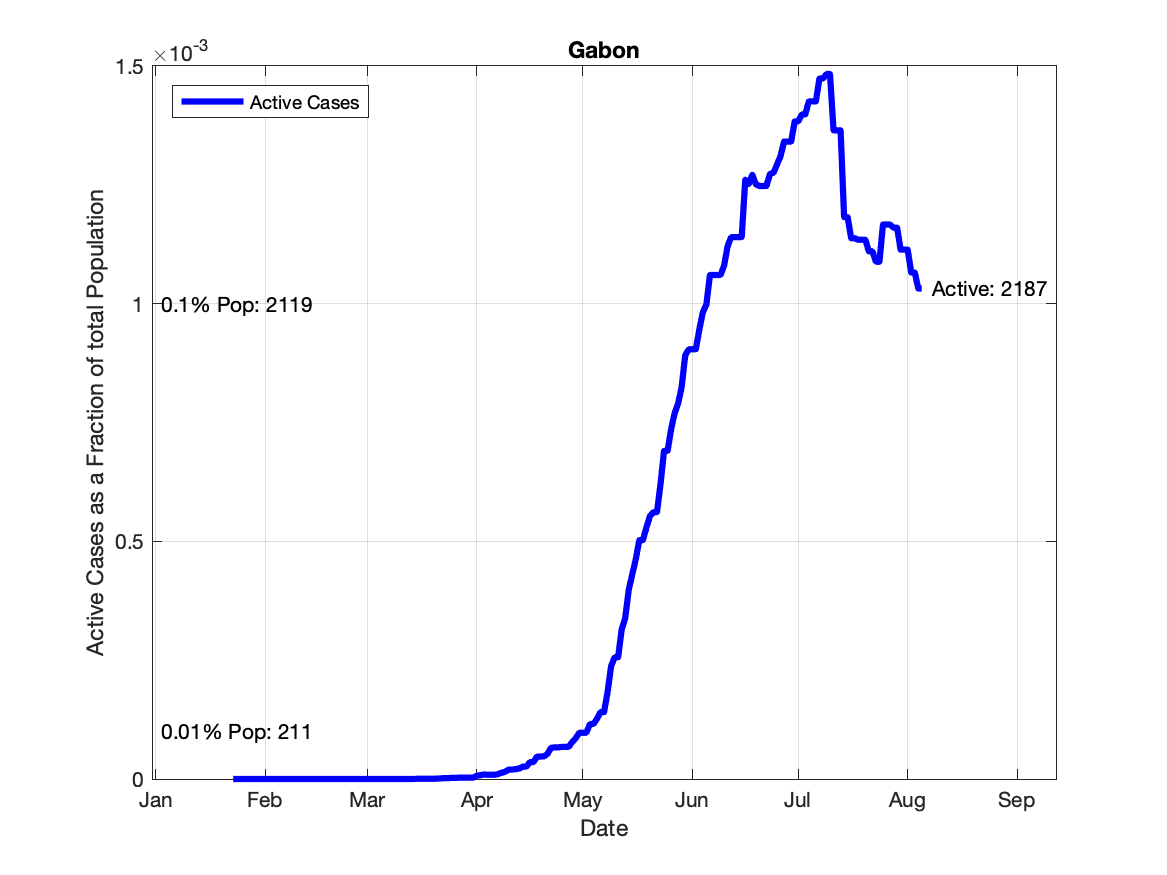 Gabon
×10-3
1.5
1
0.5
0
Active Cases
0.1% Pop: 2119
0.01% Pop: 211
Active: 2187
Active Cases as a Fraction of total Population
Jan Feb Mar Apr May Jun Jul Aug Sep
Date